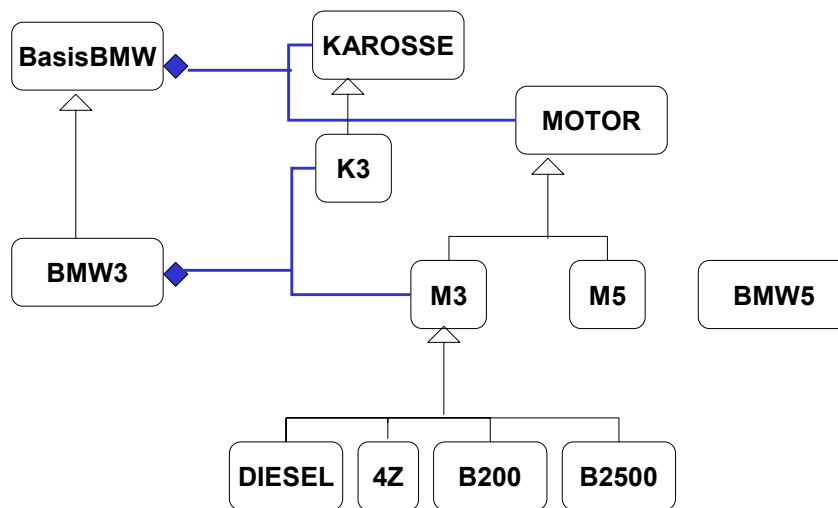 BasisBMW
KAROSSE
MOTOR
K3
BMW3
M3
M5
BMW5
DIESEL
4Z
B200
B2500